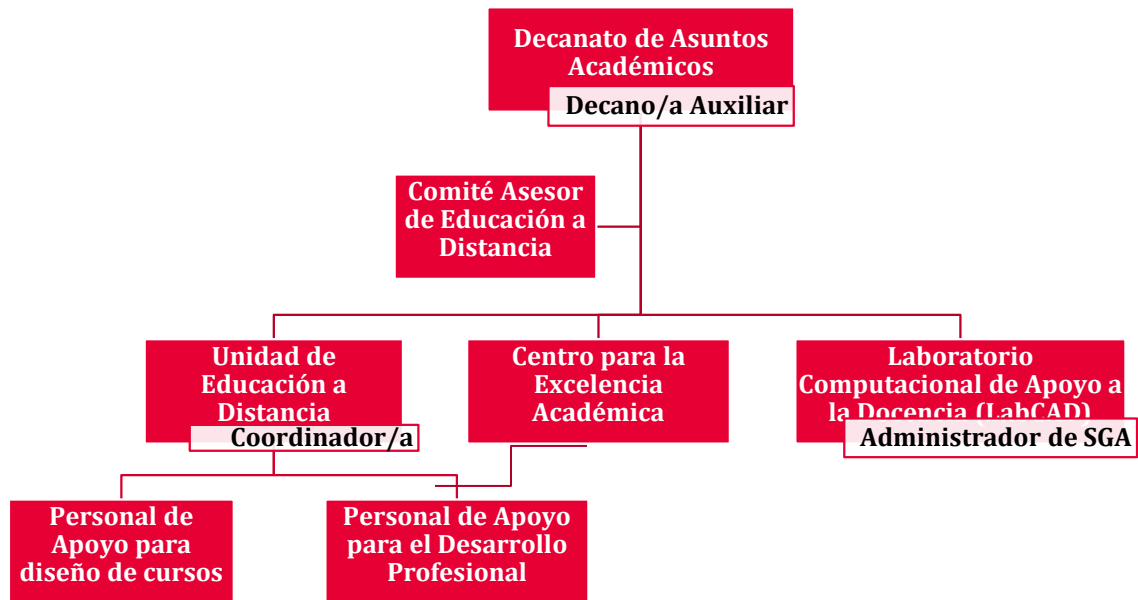 Decanato de Asuntos
Académicos
Decano/a Auxiliar
Comité Asesor
de Educación a
Distancia
Unidad de
Educación a
Distancia
Coordinador/a
Centro para la
Excelencia
Académica
Laboratorio
Computacional de Apoyo a
la Docencia (LabCAD)
Administrador de SGA
Personal de
Apoyo para
diseño de cursos
Personal de Apoyo
para el Desarrollo
Profesional